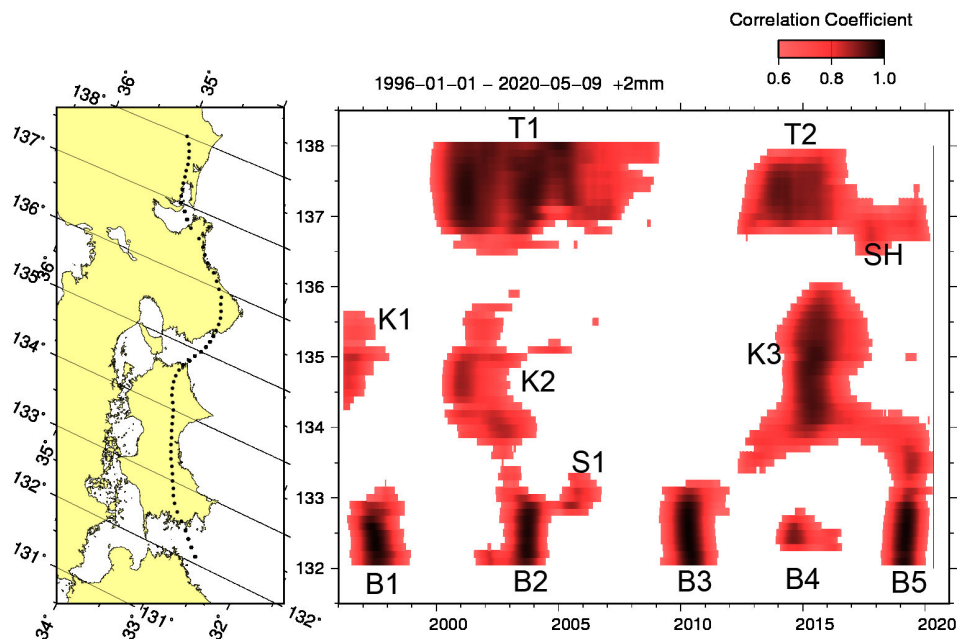 Correlation Coefficient
0.6 0.8 1.0
1996-01-01 - 2020-05-09 +2mm
36° 35°
138°
137°
136°
36°
135°
134°
133°
35°
132°
131°
34° 33° 131° 32° 132°
138
137
136
135
134
133
132
T1 T2
SH
K1
K2
K3
S1
B1 B2 B3 B4 B5
2000 2005 2010 2015 2020